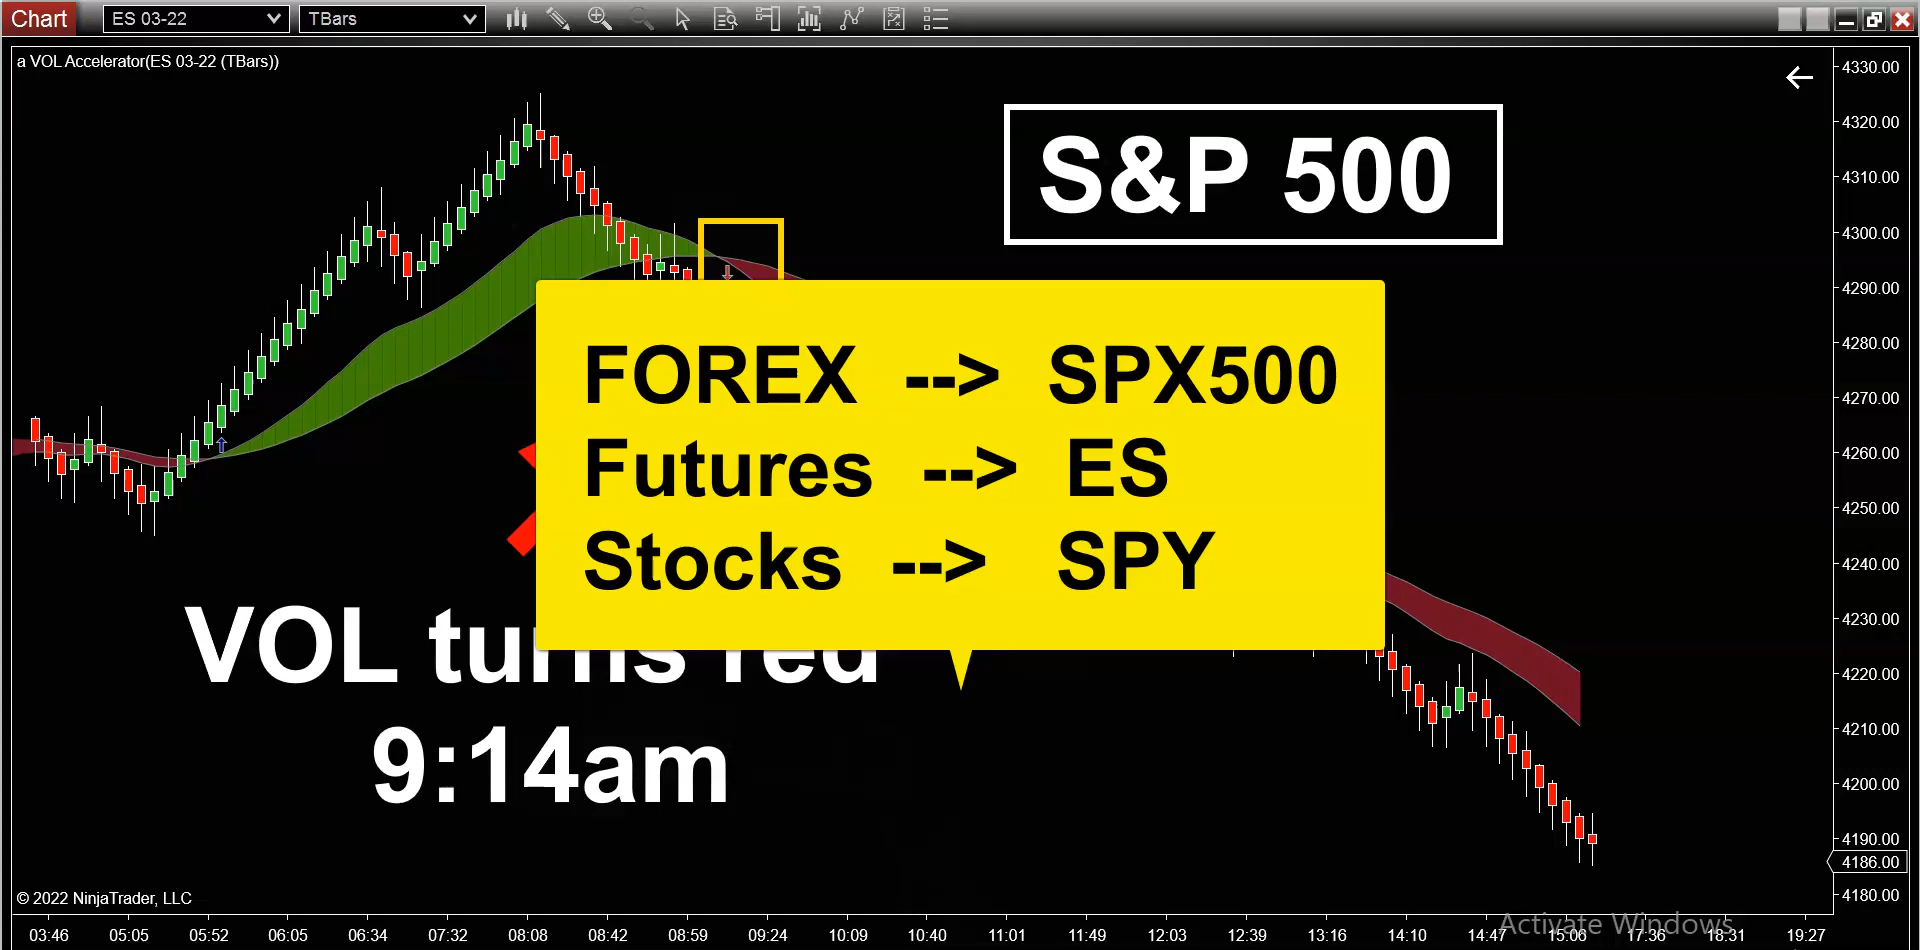 Chart
ES 03-22
TBars
a VOL Accelerator(ES 03-22 (TBars))
S&P 500
FOREX --> SPX500
Futures --> ES
Stocks --> SPY
VOL turns red
9:14am
4330.00
4320.00
4310.00
4300.00
4290.00
4280.00
4270.00
4260.00
4250.00
4240.00
4230.00
4220.00
4210.00
4200.00
4190.00
4186.00
4180.00
© 2022 NinjaTrader, LLC
Activate Windows
03:46 05:05 05:52 06:05 06:34 07:32 08:08 08:42 08:59 09:24 10:09 10:40 11:01 11:49 12:03 12:39 13:16 14:10 14:47 15:06 17:36 18:31 19:27